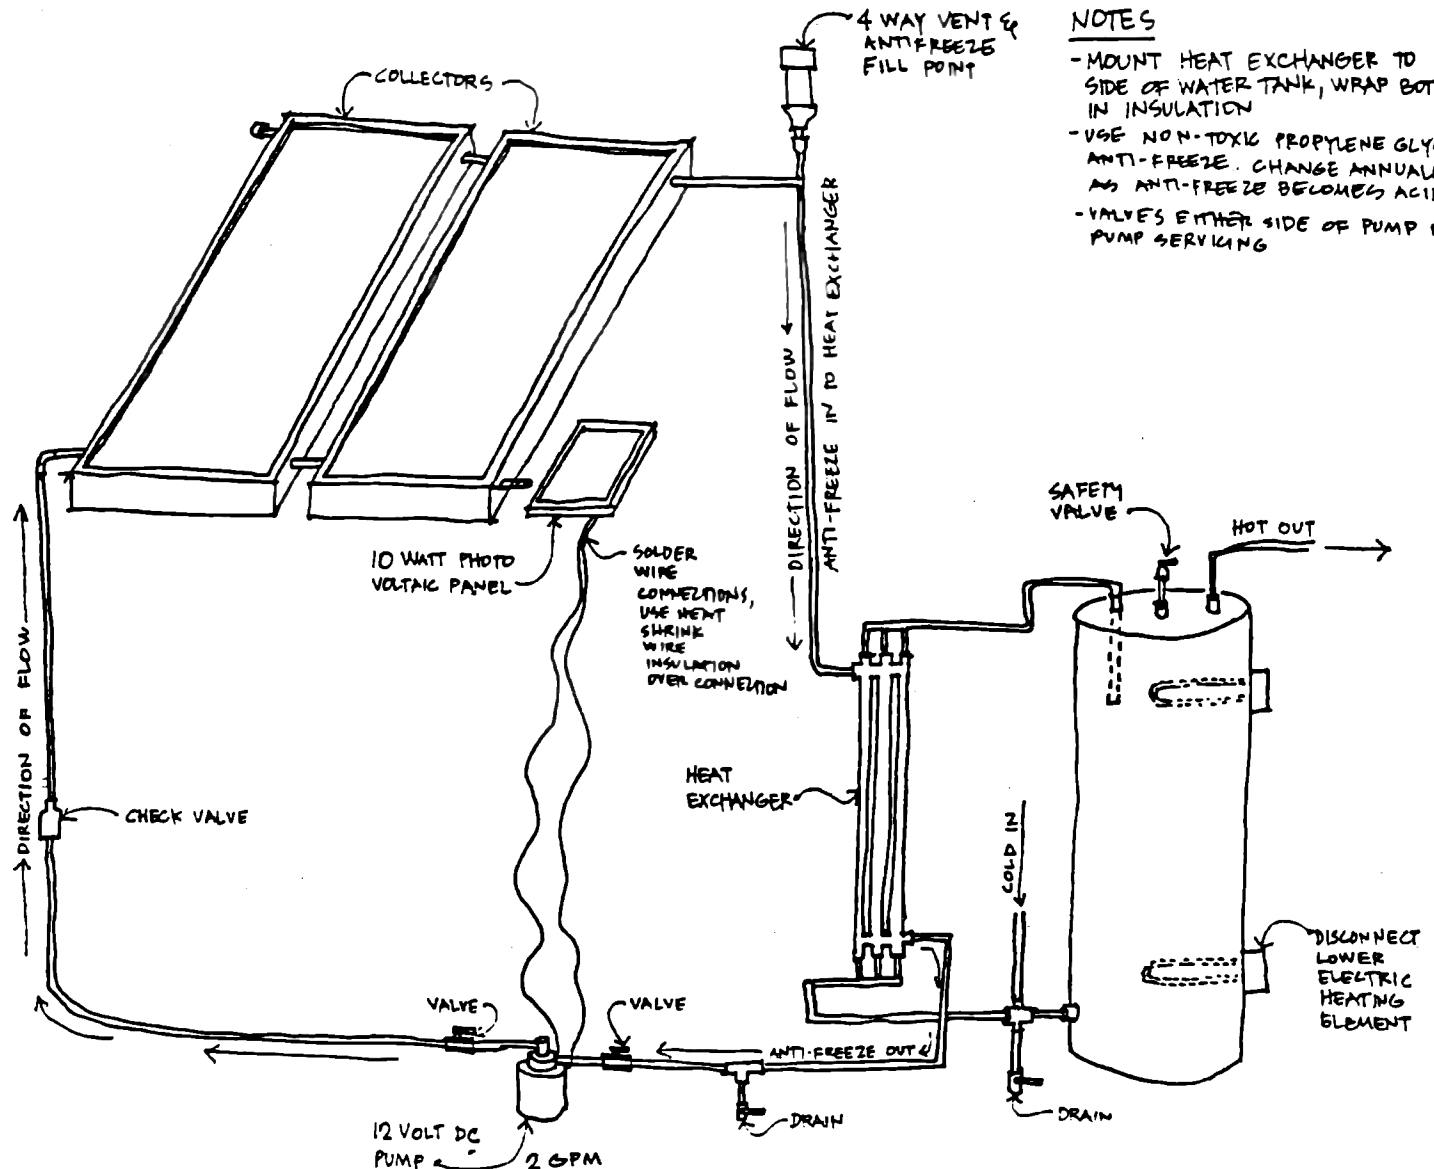 4 WAY VENT &
ANTIFREEZE
FILL POINT
NOTES
- MOUNT HEAT EXCHANGER TO
SIDE OF WATER TANK, WRAP
IN INSULATION
- USE NON-TOXIC PROPYLENE
ANTI-FREEZE. CHANGE
AS ANTI-FREEZE BECOMES
- VALVES EITHER SIDE OF PUMP
PUMP SERVICING
COLLECTORS
DIRECTION OF FLOW
ANTI-FREEZE IN TO HEAT EXCHANGER
10 WATT PHOTO
VOLTAIC PANEL
SOLDER
WIRE
CONNECTIONS,
USE HEAT
SHRINK
WIRE
INSULATION
OVER CONNECTION
SAFETY
VALVE
HOT OUT
DIRECTION OF FLOW
CHECK VALVE
HEAT
EXCHANGER
COLD IN
DISCONNECT
LOWER
ELECTRIC
HEATING
ELEMENT
VALVE
VALVE
ANTI-FREEZE OUT
DRAIN
DRAIN
12 VOLT DC
PUMP 2 GPM